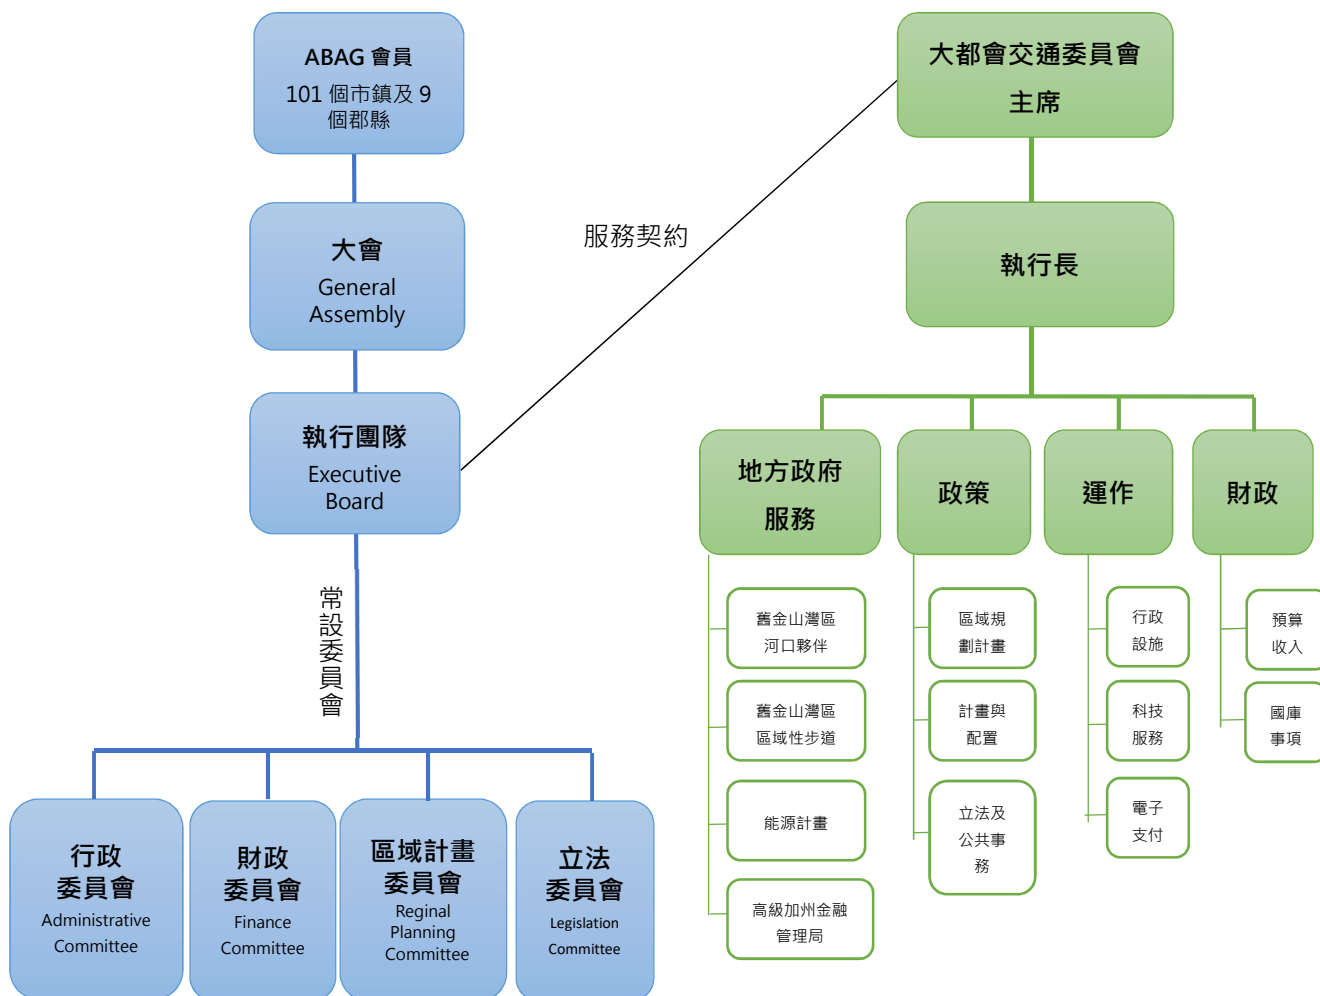 ABAG 會員
101 個市鎮及 9
個郡縣
大會
General
Assembly
執行團隊
Executive
Board
常設委員會
行政
委員會
Administrative
Committee
財政
委員會
Finance
Committee
區域計畫
委員會
Reginal
Planning
Committee
立法
委員會
Legislation
Committee
服務契約
大都會交通委員會
主席
執行長
地方政府
服務
舊金山灣區
河口夥伴
舊金山灣區
區域性步道
能源計畫
高級加州金融
管理局
政策
區域規
劃計畫
計畫與
配置
立法及
公共事
務
運作
行政
設施
科技
服務
電子
支付
財政
預算
收入
國庫
事項